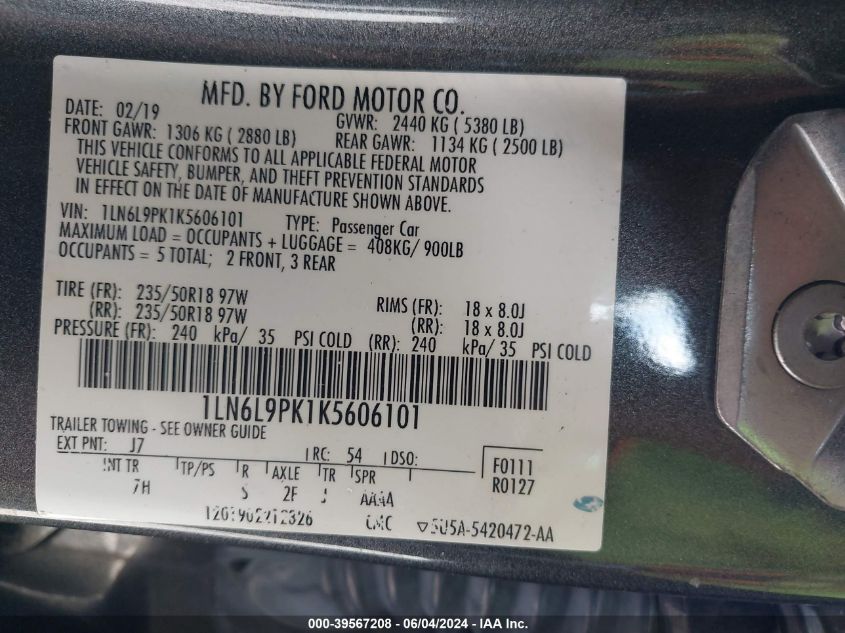 MFD. BY FORD MOTOR CO.
DATE: 02/19 GVWR: 2440 KG ( 5380 LB)
FRONT GAWR: 1306 KG ( 2880 LB) REAR GAWR: 1134 KG ( 2500 LB)
THIS VEHICLE CONFORMS TO ALL APPLICABLE FEDERAL MOTOR
VEHICLE SAFETY, BUMPER, AND THEFT PREVENTION STANDARDS
IN EFFECT ON THE DATE OF MANUFACTURE SHOWN ABOVE.
VIN: 1LN6L9PK1K5606101 TYPE: Passenger Car
MAXIMUM LOAD = OCCUPANTS + LUGGAGE = 408KG/ 900LB
OCCUPANTS = 5 TOTAL; 2 FRONT, 3 REAR
TIRE (FR): 235/50R18 97W RIMS (FR): 18 x 8.0J
(RR): 235/50R18 97W (RR): 18 x 8.0J
PRESSURE (FR): 240 kPa/ 35 PSI COLD (RR): 240 kPa/ 35 PSI COLD
1LN6L9PK1K5606101
TRAILER TOWING - SEE OWNER GUIDE
EXT PNT: J7 RC: 54 DSO: F0111
INT TR TP/PS R AXLE TR SPR R0127
7H S 2F J AAAA
▽5U5A-5420472-AA
000-39567208 - 06/04/2024 - IAA Inc.